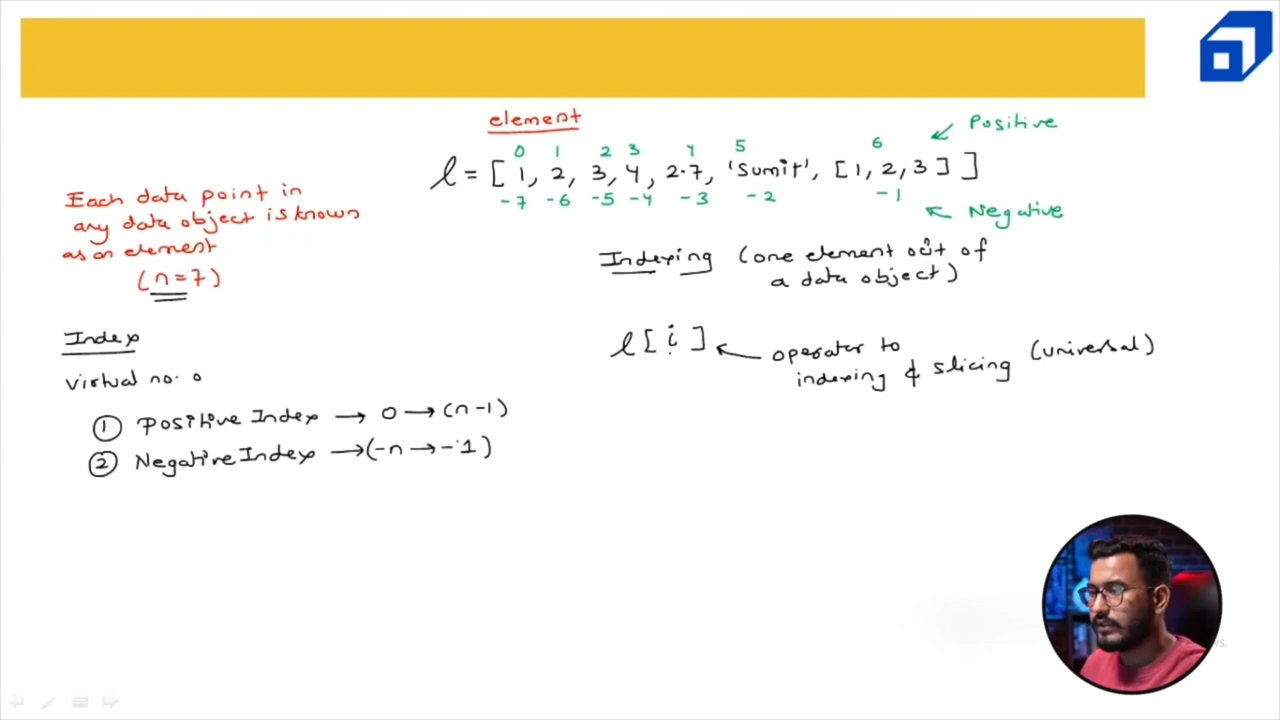 element
Positive
0 1 2 3 4 5 6
l = [ 1, 2, 3, 4, 2.7, 'Sumit', [1, 2, 3 ] ]
-7 -6 -5 -4 -3 -2 -1
Negative
Each data point in
any data object is known
as an element
(n=7)
Indexing (one element out of
a data object)
Index
virtual no. o
① Positive Index → 0 → (n-1)
② Negative Index → (-n → -1)
l [ i ]
operator to
indexing & slicing (universal)